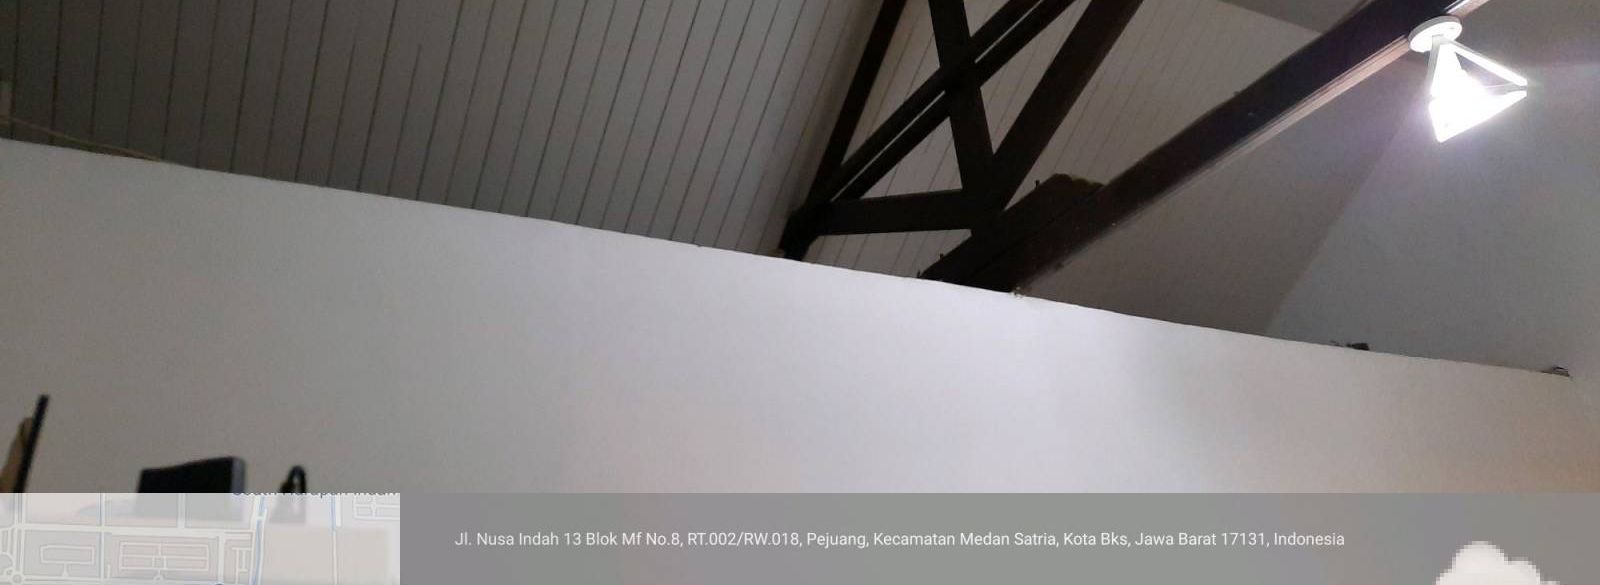 Jl. Nusa Indah 13 Blok Mf No.8, RT.002/RW.018, Pejuang, Kecamatan Medan Satria, Kota Bks, Jawa Barat 17131, Indonesia